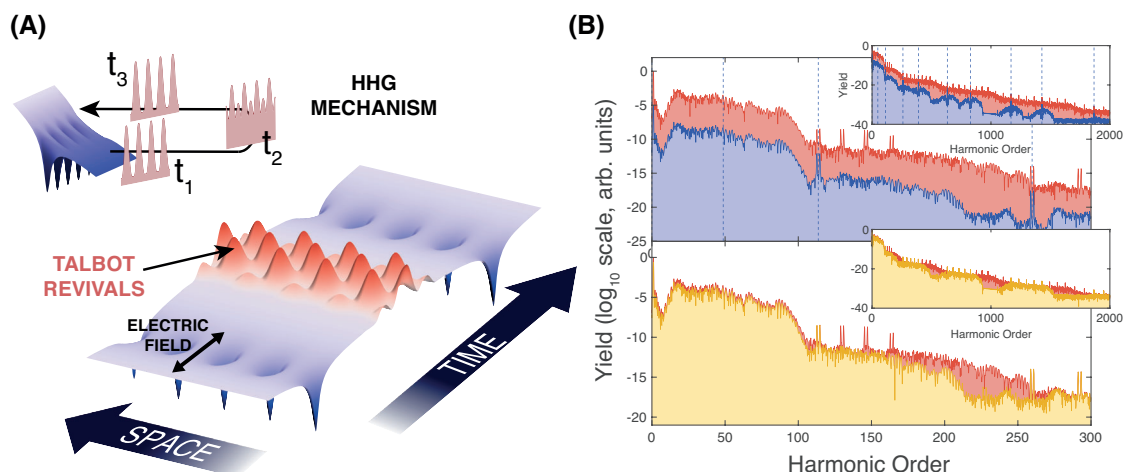 (A)
t3
HHG
MECHANISM
t2
t1
TALBOT
REVIVALS
ELECTRIC
FIELD
TIME
SPACE
(B)
Yield (log10 scale, arb. units)
0
-5
-10
-15
-20
-25
0
-5
-10
-15
-20
0
50
100
150
200
250
300
Harmonic Order
Yield
0
-20
-40
0
1000
2000
Harmonic Order
0
-20
-40
0
1000
2000
Harmonic Order